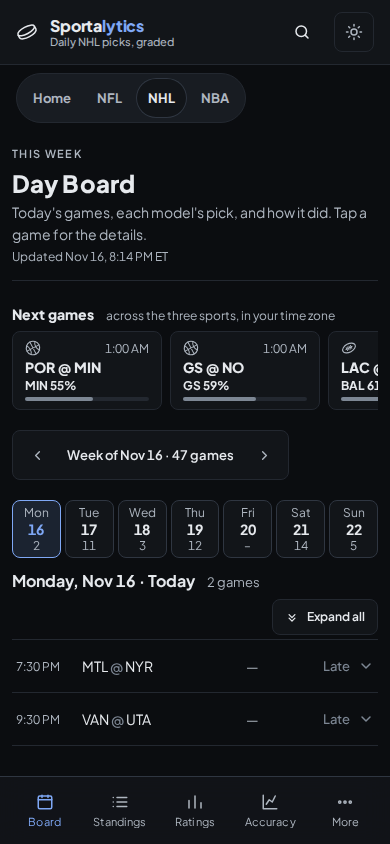 Sportalytics
Daily NHL picks, graded
Home NFL NHL NBA
THIS WEEK
Day Board
Today's games, each model's pick, and how it did. Tap a
game for the details.
Updated Nov 16, 8:14 PM ET
Next games across the three sports, in your time zone
1:00 AM
POR @ MIN
MIN 55%
1:00 AM
GS @ NO
GS 59%
LAC @
BAL 61
Week of Nov 16 · 47 games
Mon Tue Wed Thu Fri Sat Sun
16 17 18 19 20 21 22
2 11 3 12 – 14 5
Monday, Nov 16 · Today 2 games
Expand all
7:30 PM MTL @ NYR — Late
9:30 PM VAN @ UTA — Late
Board Standings Ratings Accuracy More